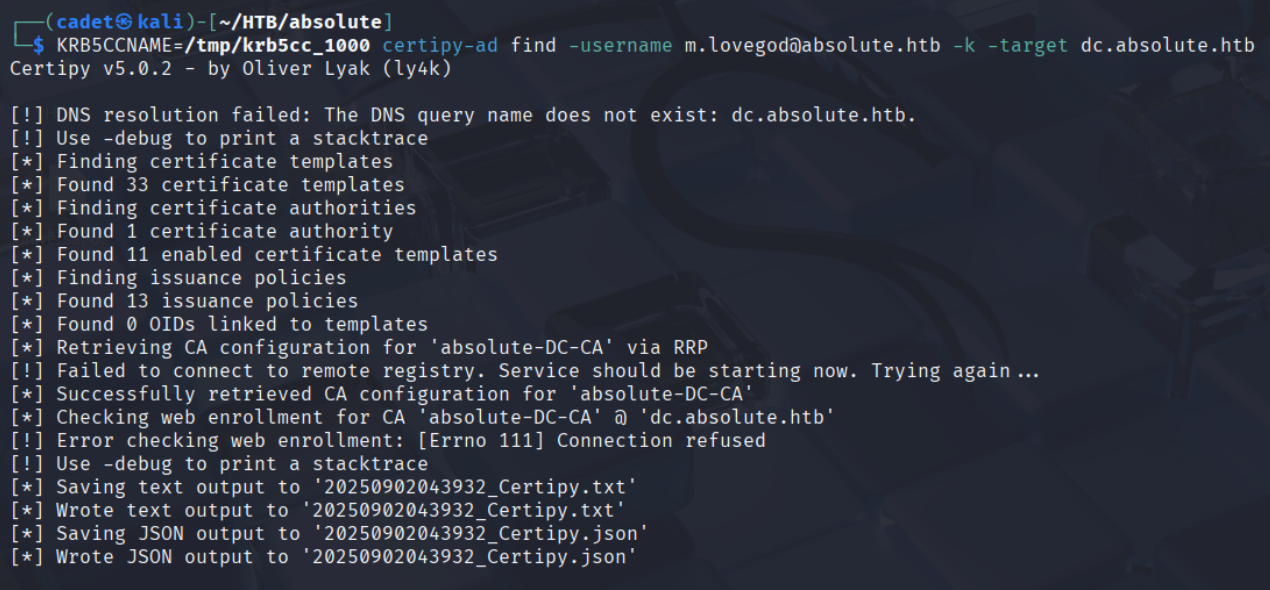 ┌──(cadet㉿kali)-[~/HTB/absolute]
└─$ KRB5CCNAME=/tmp/krb5cc_1000 certipy-ad find -username m.lovegod@absolute.htb -k -target dc.absolute.htb
Certipy v5.0.2 - by Oliver Lyak (ly4k)

[!] DNS resolution failed: The DNS query name does not exist: dc.absolute.htb.
[!] Use -debug to print a stacktrace
[*] Finding certificate templates
[*] Found 33 certificate templates
[*] Finding certificate authorities
[*] Found 1 certificate authority
[*] Found 11 enabled certificate templates
[*] Finding issuance policies
[*] Found 13 issuance policies
[*] Found 0 OIDs linked to templates
[*] Retrieving CA configuration for 'absolute-DC-CA' via RRP
[!] Failed to connect to remote registry. Service should be starting now. Trying again...
[*] Successfully retrieved CA configuration for 'absolute-DC-CA'
[*] Checking web enrollment for CA 'absolute-DC-CA' @ 'dc.absolute.htb'
[!] Error checking web enrollment: [Errno 111] Connection refused
[!] Use -debug to print a stacktrace
[*] Saving text output to '20250902043932_Certipy.txt'
[*] Wrote text output to '20250902043932_Certipy.txt'
[*] Saving JSON output to '20250902043932_Certipy.json'
[*] Wrote JSON output to '20250902043932_Certipy.json'